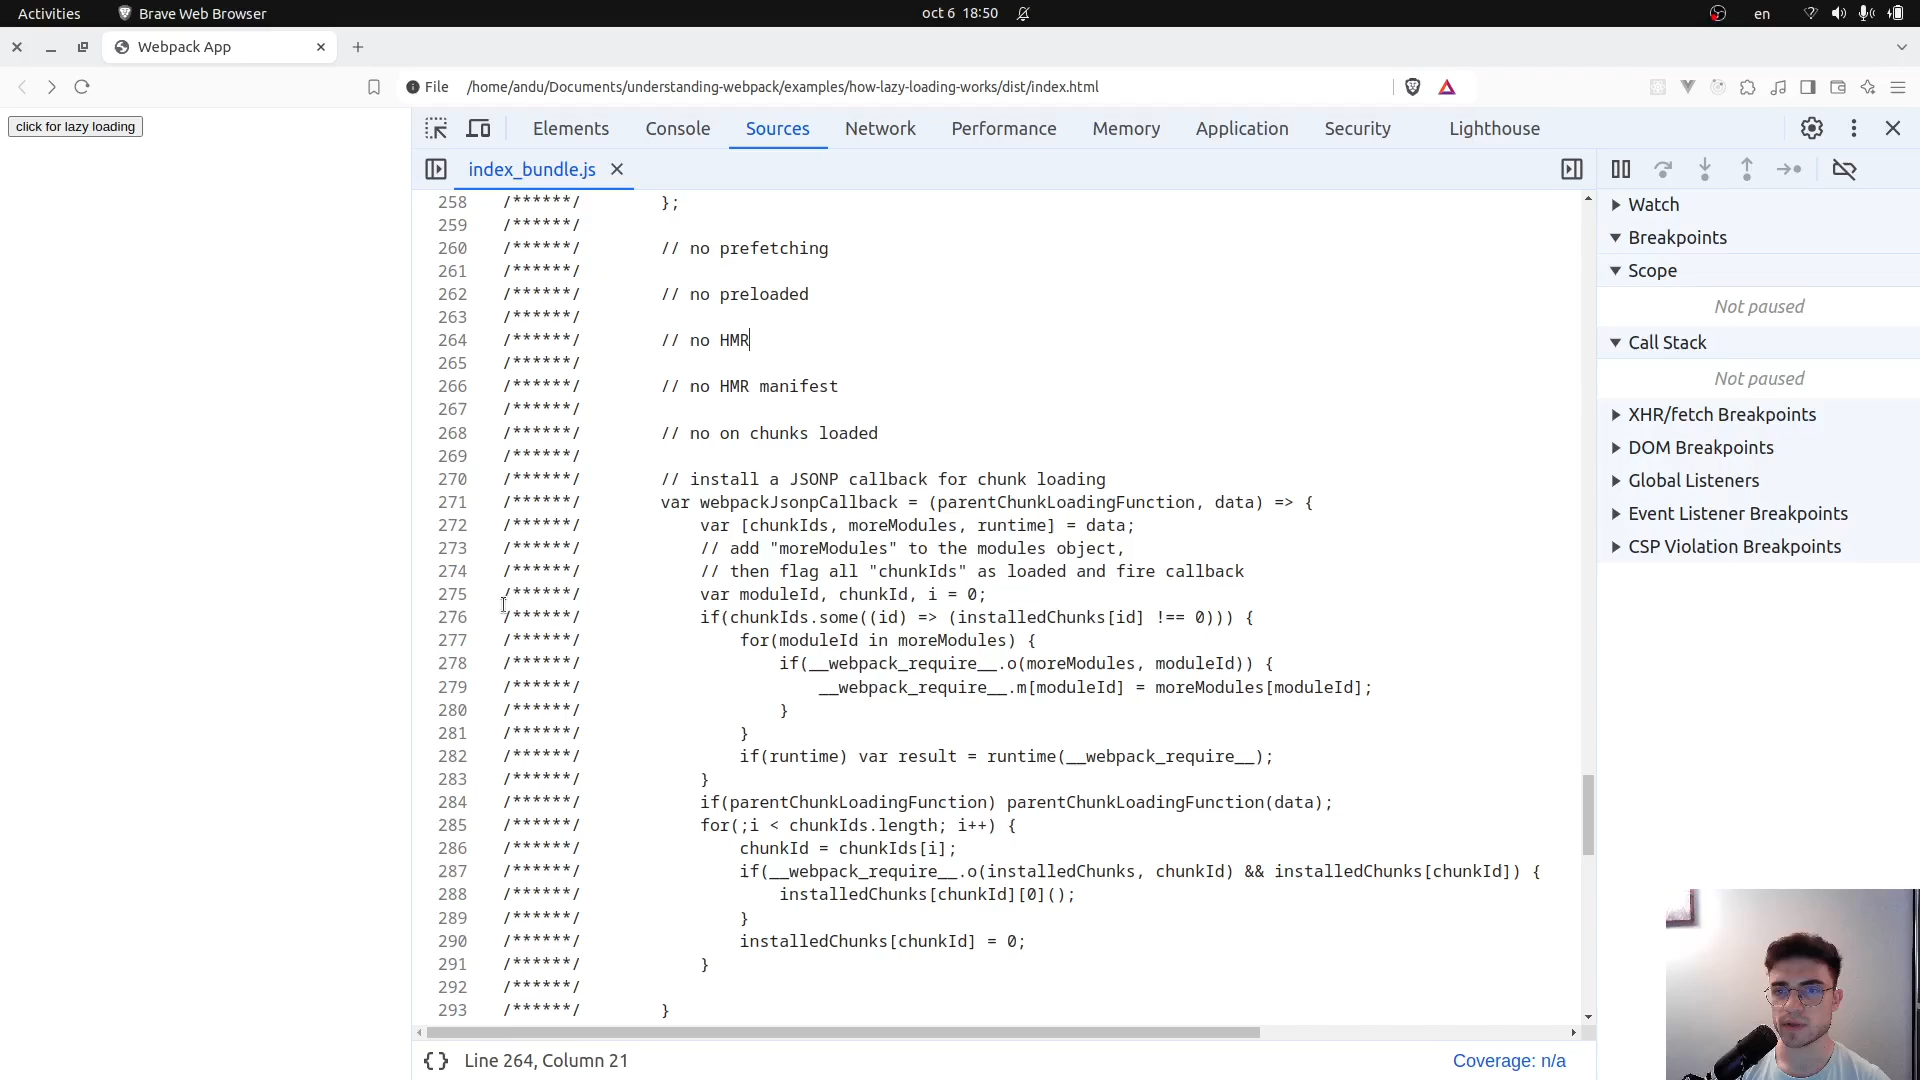 Activities Brave Web Browser oct 6 18:50 en
Webpack App
File /home/andu/Documents/understanding-webpack/examples/how-lazy-loading-works/dist/index.html
click for lazy loading
Elements Console Sources Network Performance Memory Application Security Lighthouse
index_bundle.js
258 /******/ };
259 /******/
260 /******/ // no prefetching
261 /******/
262 /******/ // no preloaded
263 /******/
264 /******/ // no HMR
265 /******/
266 /******/ // no HMR manifest
267 /******/
268 /******/ // no on chunks loaded
269 /******/
270 /******/ // install a JSONP callback for chunk loading
271 /******/ var webpackJsonpCallback = (parentChunkLoadingFunction, data) => {
272 /******/ var [chunkIds, moreModules, runtime] = data;
273 /******/ // add "moreModules" to the modules object,
274 /******/ // then flag all "chunkIds" as loaded and fire callback
275 /******/ var moduleId, chunkId, i = 0;
276 /******/ if(chunkIds.some((id) => (installedChunks[id] !== 0))) {
277 /******/ for(moduleId in moreModules) {
278 /******/ if(__webpack_require__.o(moreModules, moduleId)) {
279 /******/ __webpack_require__.m[moduleId] = moreModules[moduleId];
280 /******/ }
281 /******/ }
282 /******/ if(runtime) var result = runtime(__webpack_require__);
283 /******/ }
284 /******/ if(parentChunkLoadingFunction) parentChunkLoadingFunction(data);
285 /******/ for(;i < chunkIds.length; i++) {
286 /******/ chunkId = chunkIds[i];
287 /******/ if(__webpack_require__.o(installedChunks, chunkId) && installedChunks[chunkId]) {
288 /******/ installedChunks[chunkId][0]();
289 /******/ }
290 /******/ installedChunks[chunkId] = 0;
291 /******/ }
292 /******/
293 /******/ }
{} Line 264, Column 21 Coverage: n/a
Watch
Breakpoints
Scope
Not paused
Call Stack
Not paused
XHR/fetch Breakpoints
DOM Breakpoints
Global Listeners
Event Listener Breakpoints
CSP Violation Breakpoints